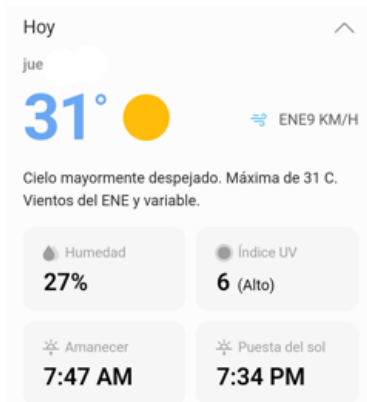 Hoy
jue
31°
ENE9 KM/H
Cielo mayormente despejado. Máxima de 31 C.
Vientos del ENE y variable.
Humedad
27%
Índice UV
6 (Alto)
Amanecer
7:47 AM
Puesta del sol
7:34 PM